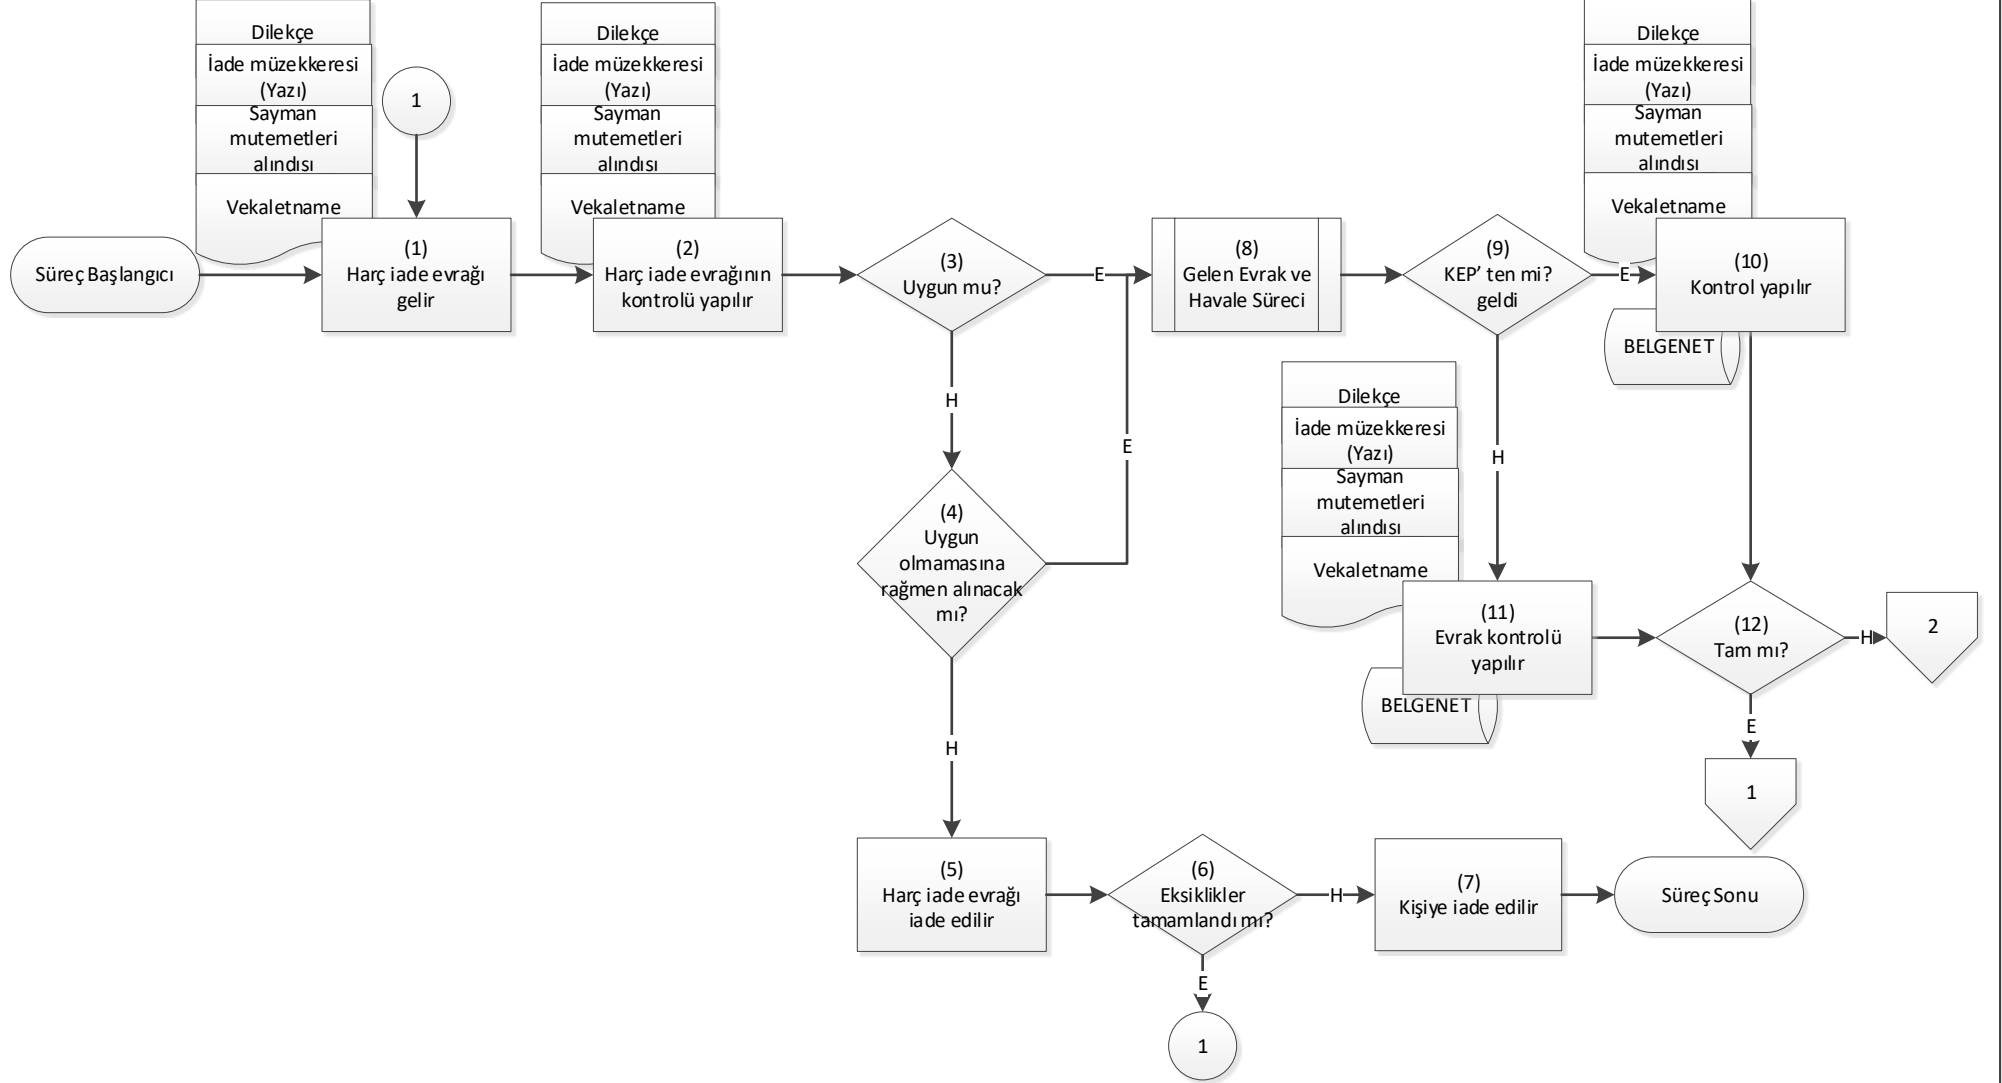 Dilekçe
İade müzekkeresi
(Yazı)
Sayman
mutemetleri
alındısı
Vekaletname
1
Dilekçe
İade müzekkeresi
(Yazı)
Sayman
mutemetleri
alındısı
Vekaletname
Dilekçe
İade müzekkeresi
(Yazı)
Sayman
mutemetleri
alındısı
Vekaletname
Süreç Başlangıcı
(1)
Harç iade evrağı
gelir
(2)
Harç iade evrağının
kontrolü yapılır
(3)
Uygun mu?
E
(8)
Gelen Evrak ve
Havale Süreci
(9)
KEP’ ten mi?
geldi
E
(10)
Kontrol yapılır
BELGENET
H
E
H
Dilekçe
İade müzekkeresi
(Yazı)
Sayman
mutemetleri
alındısı
Vekaletname
(4)
Uygun
olmamasına
rağmen alınacak
mı?
(11)
Evrak kontrolü
yapılır
BELGENET
(12)
Tam mı?
H
2
E
1
H
(5)
Harç iade evrağı
iade edilir
(6)
Eksiklikler
tamamlandı mı?
H
(7)
Kişiye iade edilir
Süreç Sonu
E
1